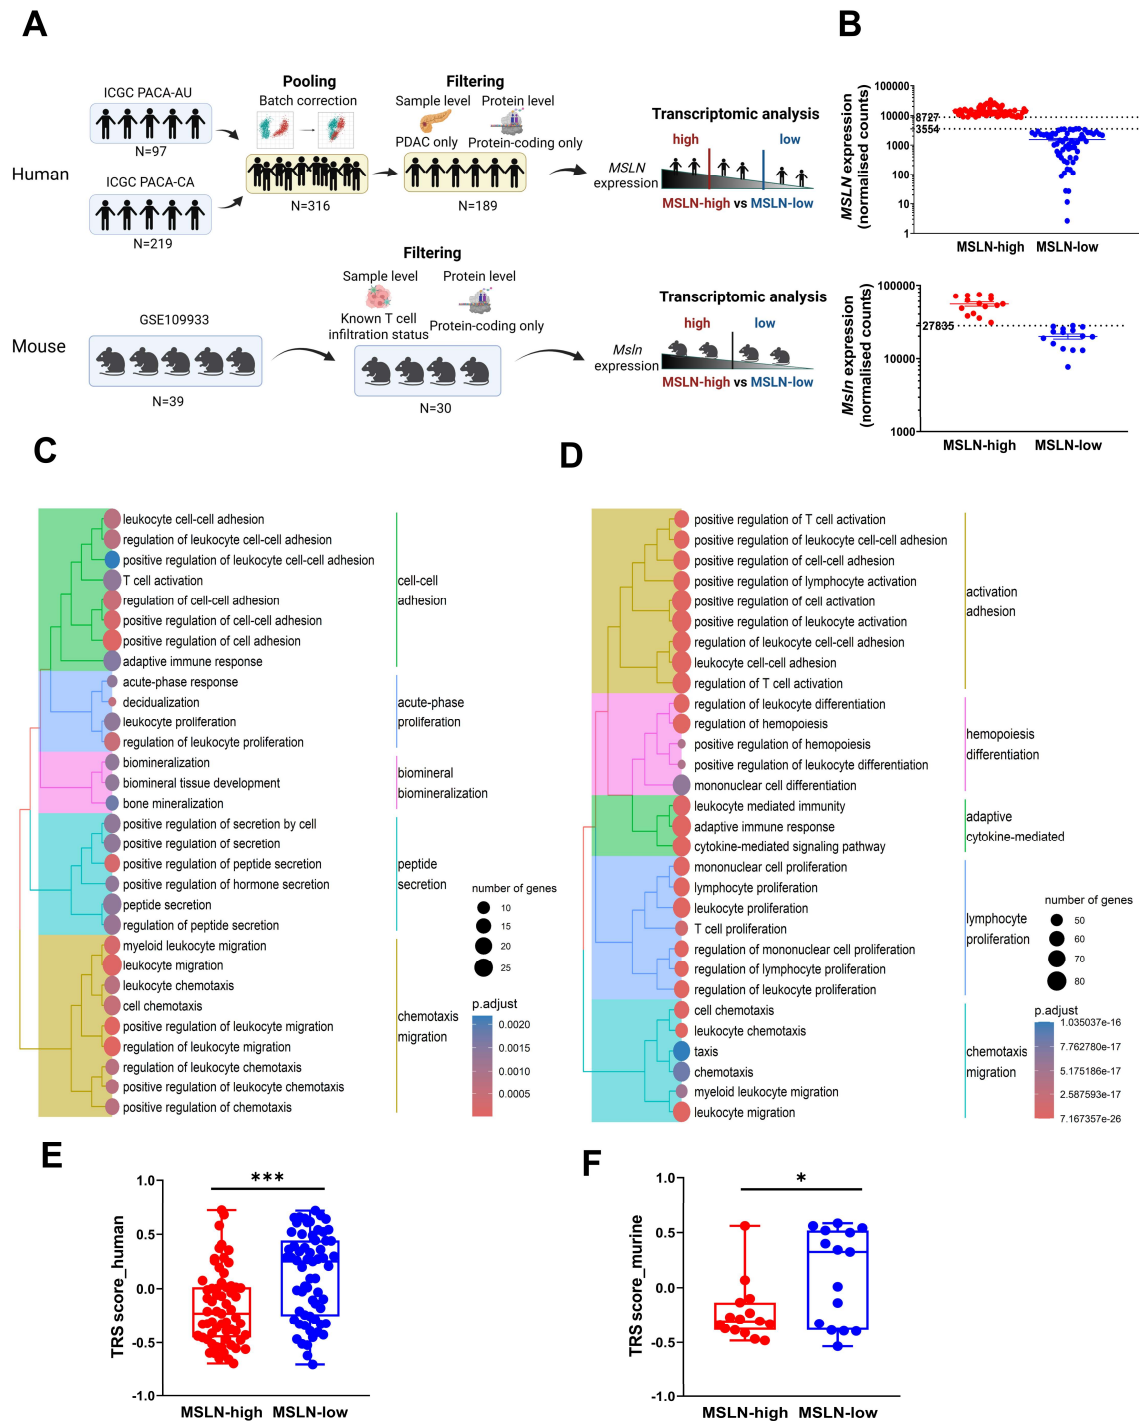 A
ICGC PACA-AU
N=97
Human
ICGC PACA-CA
N=219
Pooling
Batch correction
N=316
Filtering
Sample level
Protein level
PDAC only
Protein-coding only
N=189
Transcriptomic analysis
high
low
MSLN
expression
MSLN-high vs MSLN-low
Mouse
GSE109933
N=39
Filtering
Sample level
Protein level
Known T cell
infiltration status
Protein-coding only
N=30
Transcriptomic analysis
high
low
Msln
expression
MSLN-high vs MSLN-low
B
MSLN expression
(normalised counts)
100000
10000
8727
3554
1000
100
10
1
MSLN-high
MSLN-low
Msln expression
(normalised counts)
100000
27835
10000
1000
MSLN-high
MSLN-low
C
leukocyte cell-cell adhesion
regulation of leukocyte cell-cell adhesion
positive regulation of leukocyte cell-cell adhesion
T cell activation
regulation of cell-cell adhesion
positive regulation of cell-cell adhesion
positive regulation of cell adhesion
adaptive immune response
acute-phase response
decidualization
leukocyte proliferation
regulation of leukocyte proliferation
biomineralization
biomineral tissue development
bone mineralization
positive regulation of secretion by cell
positive regulation of secretion
positive regulation of peptide secretion
positive regulation of hormone secretion
peptide secretion
regulation of peptide secretion
myeloid leukocyte migration
leukocyte migration
leukocyte chemotaxis
cell chemotaxis
positive regulation of leukocyte migration
regulation of leukocyte migration
regulation of leukocyte chemotaxis
positive regulation of leukocyte chemotaxis
positive regulation of chemotaxis
cell-cell
adhesion
acute-phase
proliferation
biomineral
biomineralization
peptide
secretion
chemotaxis
migration
number of genes
10
15
20
25
p.adjust
0.0020
0.0015
0.0010
0.0005
D
positive regulation of T cell activation
positive regulation of leukocyte cell-cell adhesion
positive regulation of cell-cell adhesion
positive regulation of lymphocyte activation
positive regulation of cell activation
positive regulation of leukocyte activation
regulation of leukocyte cell-cell adhesion
leukocyte cell-cell adhesion
regulation of T cell activation
regulation of leukocyte differentiation
regulation of hemopoiesis
positive regulation of hemopoiesis
positive regulation of leukocyte differentiation
mononuclear cell differentiation
leukocyte mediated immunity
adaptive immune response
cytokine-mediated signaling pathway
mononuclear cell proliferation
lymphocyte proliferation
leukocyte proliferation
T cell proliferation
regulation of mononuclear cell proliferation
regulation of lymphocyte proliferation
regulation of leukocyte proliferation
cell chemotaxis
leukocyte chemotaxis
taxis
chemotaxis
myeloid leukocyte migration
leukocyte migration
activation
adhesion
hemopoiesis
differentiation
adaptive
cytokine-mediated
lymphocyte
proliferation
chemotaxis
migration
number of genes
50
60
70
80
p.adjust
1.035037e-16
7.762780e-17
5.175186e-17
2.587593e-17
7.167357e-26
E
TRS score_human
1.0
0.5
0.0
-0.5
-1.0
***
MSLN-high
MSLN-low
F
TRS score_murine
1.0
0.5
0.0
-0.5
-1.0
*
MSLN-high
MSLN-low